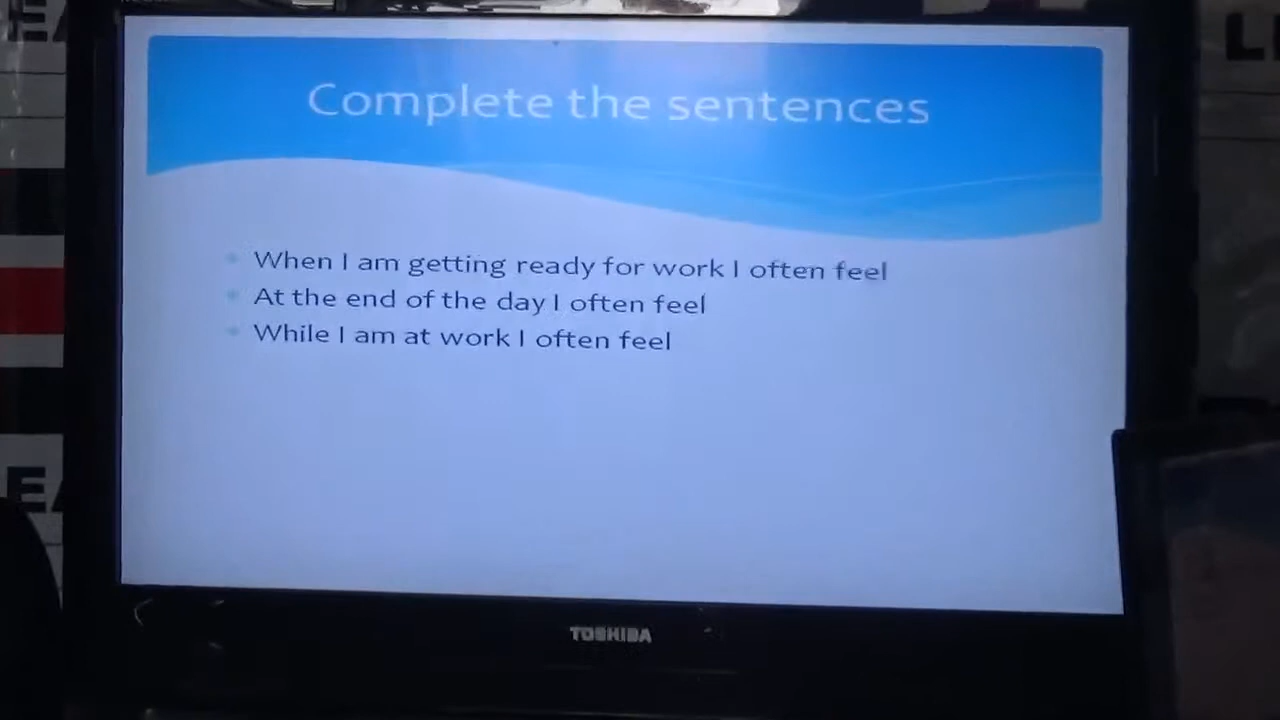 Complete the sentences
When I am getting ready for work I often feel
At the end of the day I often feel
While I am at work I often feel
TOSHIBA